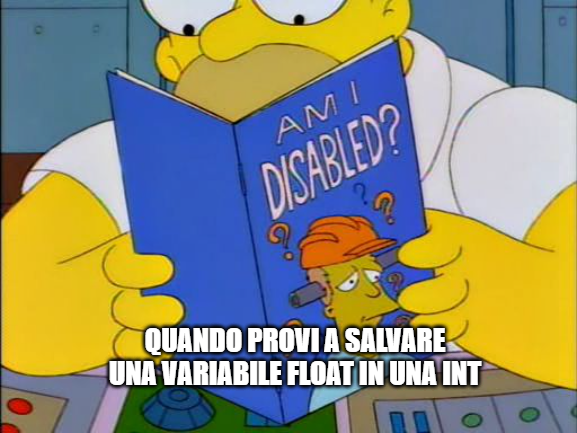 AM I
DISABLED?
? ?
?
?
QUANDO PROVI A SALVARE
UNA VARIABILE FLOAT IN UNA INT